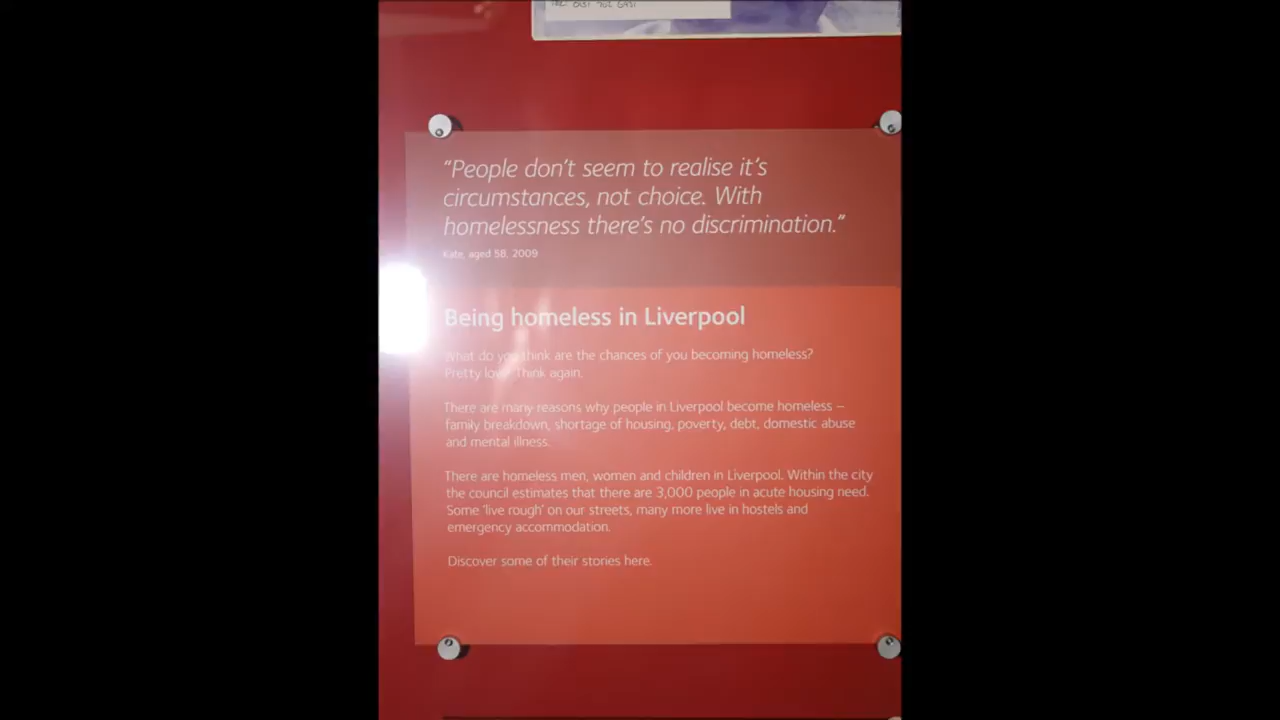 "People don't seem to realise it's
circumstances, not choice. With
homelessness there's no discrimination."
Kate, aged 58, 2009
Being homeless in Liverpool
What do you think are the chances of you becoming homeless?
Pretty low? Think again.
There are many reasons why people in Liverpool become homeless –
family breakdown, shortage of housing, poverty, debt, domestic abuse
and mental illness.
There are homeless men, women and children in Liverpool. Within the city
the council estimates that there are 3,000 people in acute housing need.
Some 'live rough' on our streets, many more live in hostels and
emergency accommodation.
Discover some of their stories here.